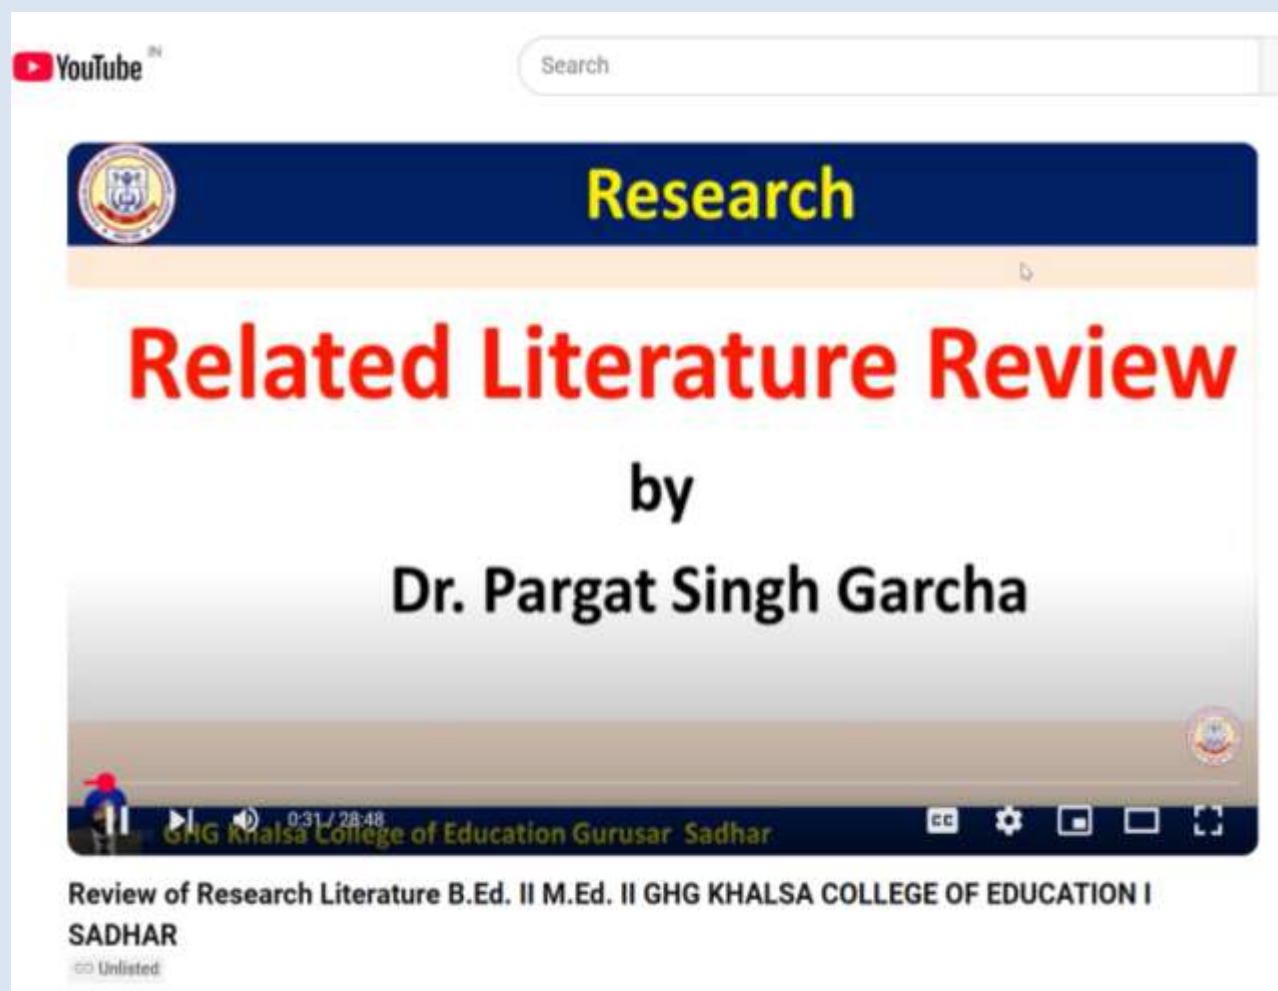 YouTube IN
Search
Research
Related Literature Review
by
Dr. Pargat Singh Garcha
0:31 / 28:48
CC
GHG Khalsa College of Education Gurusar Sadhar
Review of Research Literature B.Ed. II M.Ed. II GHG KHALSA COLLEGE OF EDUCATION I
SADHAR
Unlisted